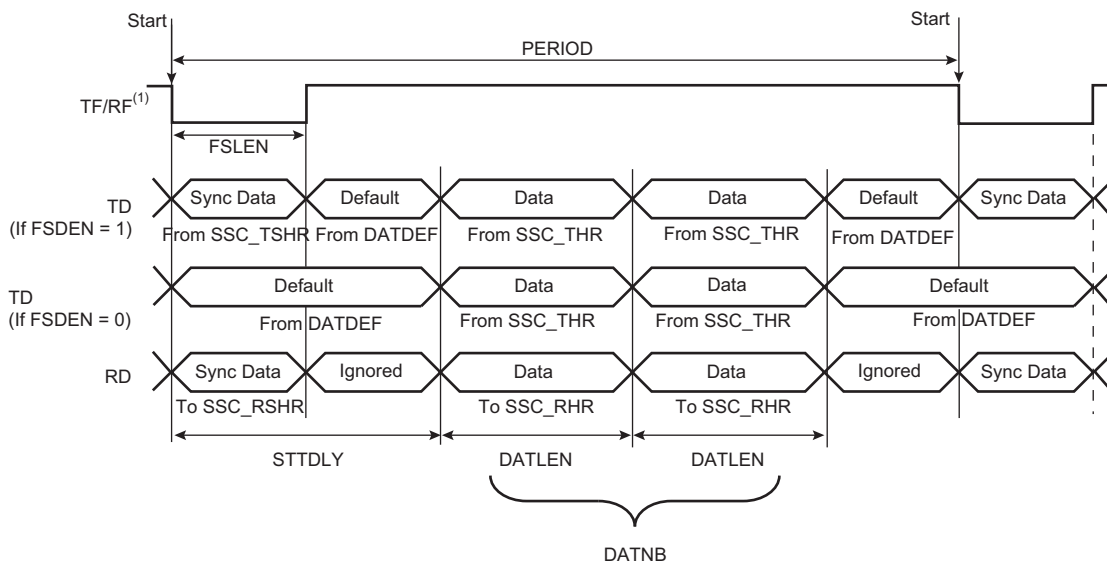 Start
Start
PERIOD
TF/RF(1)
FSLEN
TD
(If FSDEN = 1)
Sync Data
Default
Data
Data
Default
Sync Data
From SSC_TSHR
From DATDEF
From SSC_THR
From SSC_THR
From DATDEF
TD
(If FSDEN = 0)
Default
Data
Data
Default
From DATDEF
From SSC_THR
From SSC_THR
From DATDEF
RD
Sync Data
Ignored
Data
Data
Ignored
Sync Data
To SSC_RSHR
To SSC_RHR
To SSC_RHR
STTDLY
DATLEN
DATLEN
DATNB